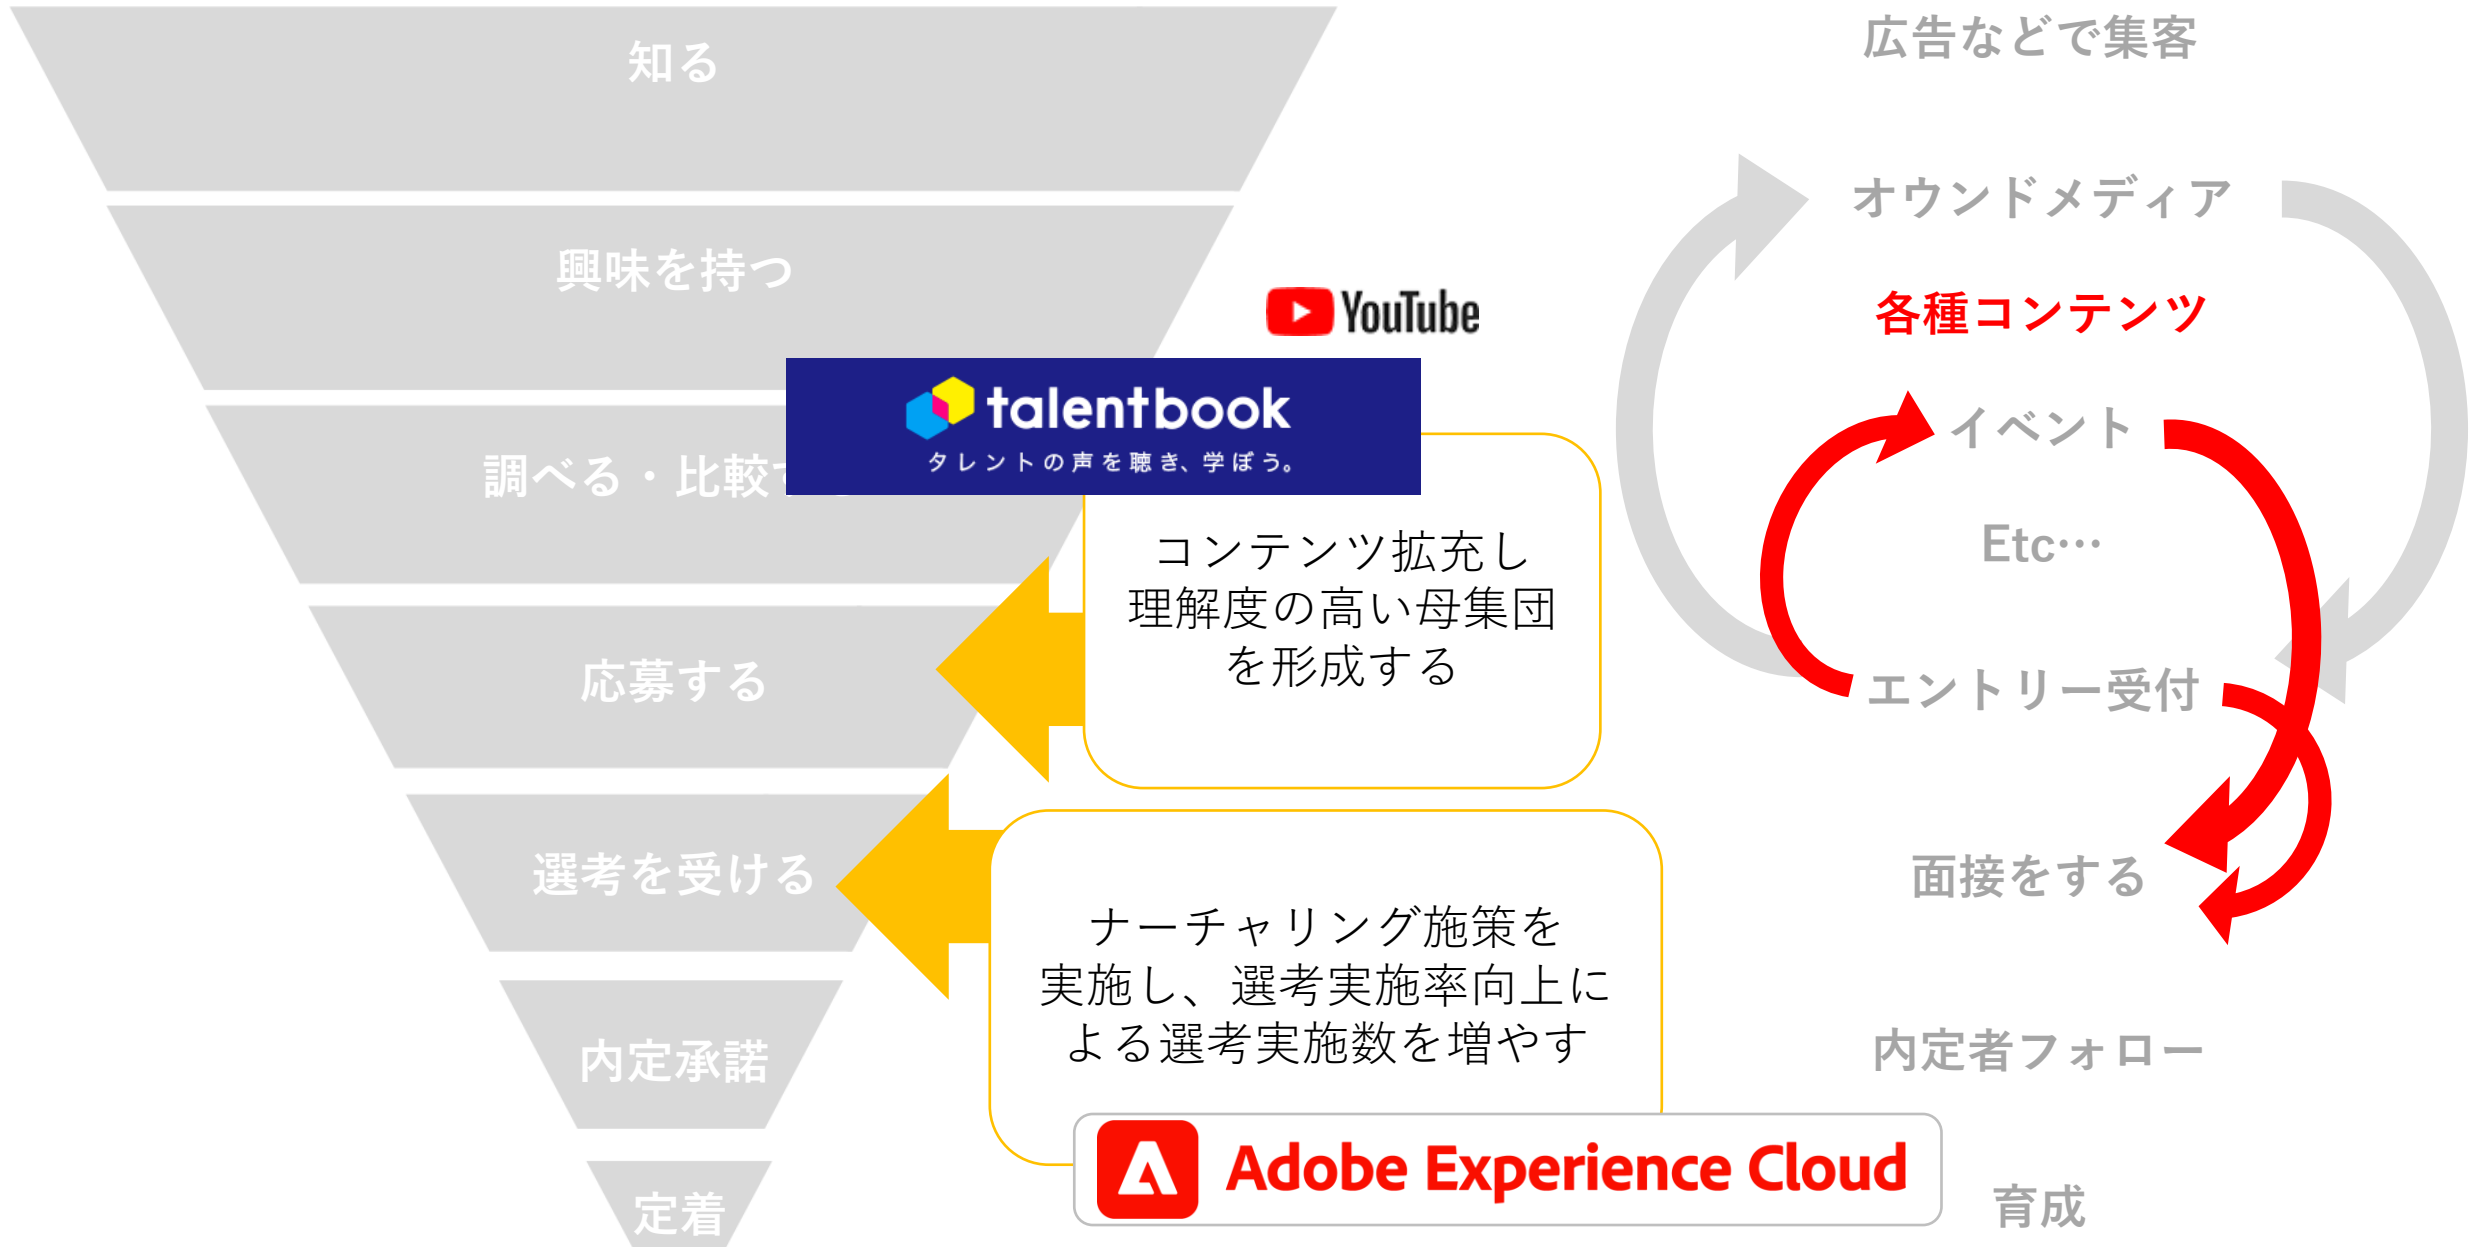 知る
興味を持つ
調べる・比較す
応募する
選考を受ける
内定承諾
定着
YouTube
talentbook
タレントの声を聴き、学ぼう。
コンテンツ拡充し
理解度の高い母集団
を形成する
ナーチャリング施策を
実施し、選考実施率向上に
よる選考実施数を増やす
Adobe Experience Cloud
広告などで集客
オウンドメディア
各種コンテンツ
イベント
Etc…
エントリー受付
面接をする
内定者フォロー
育成